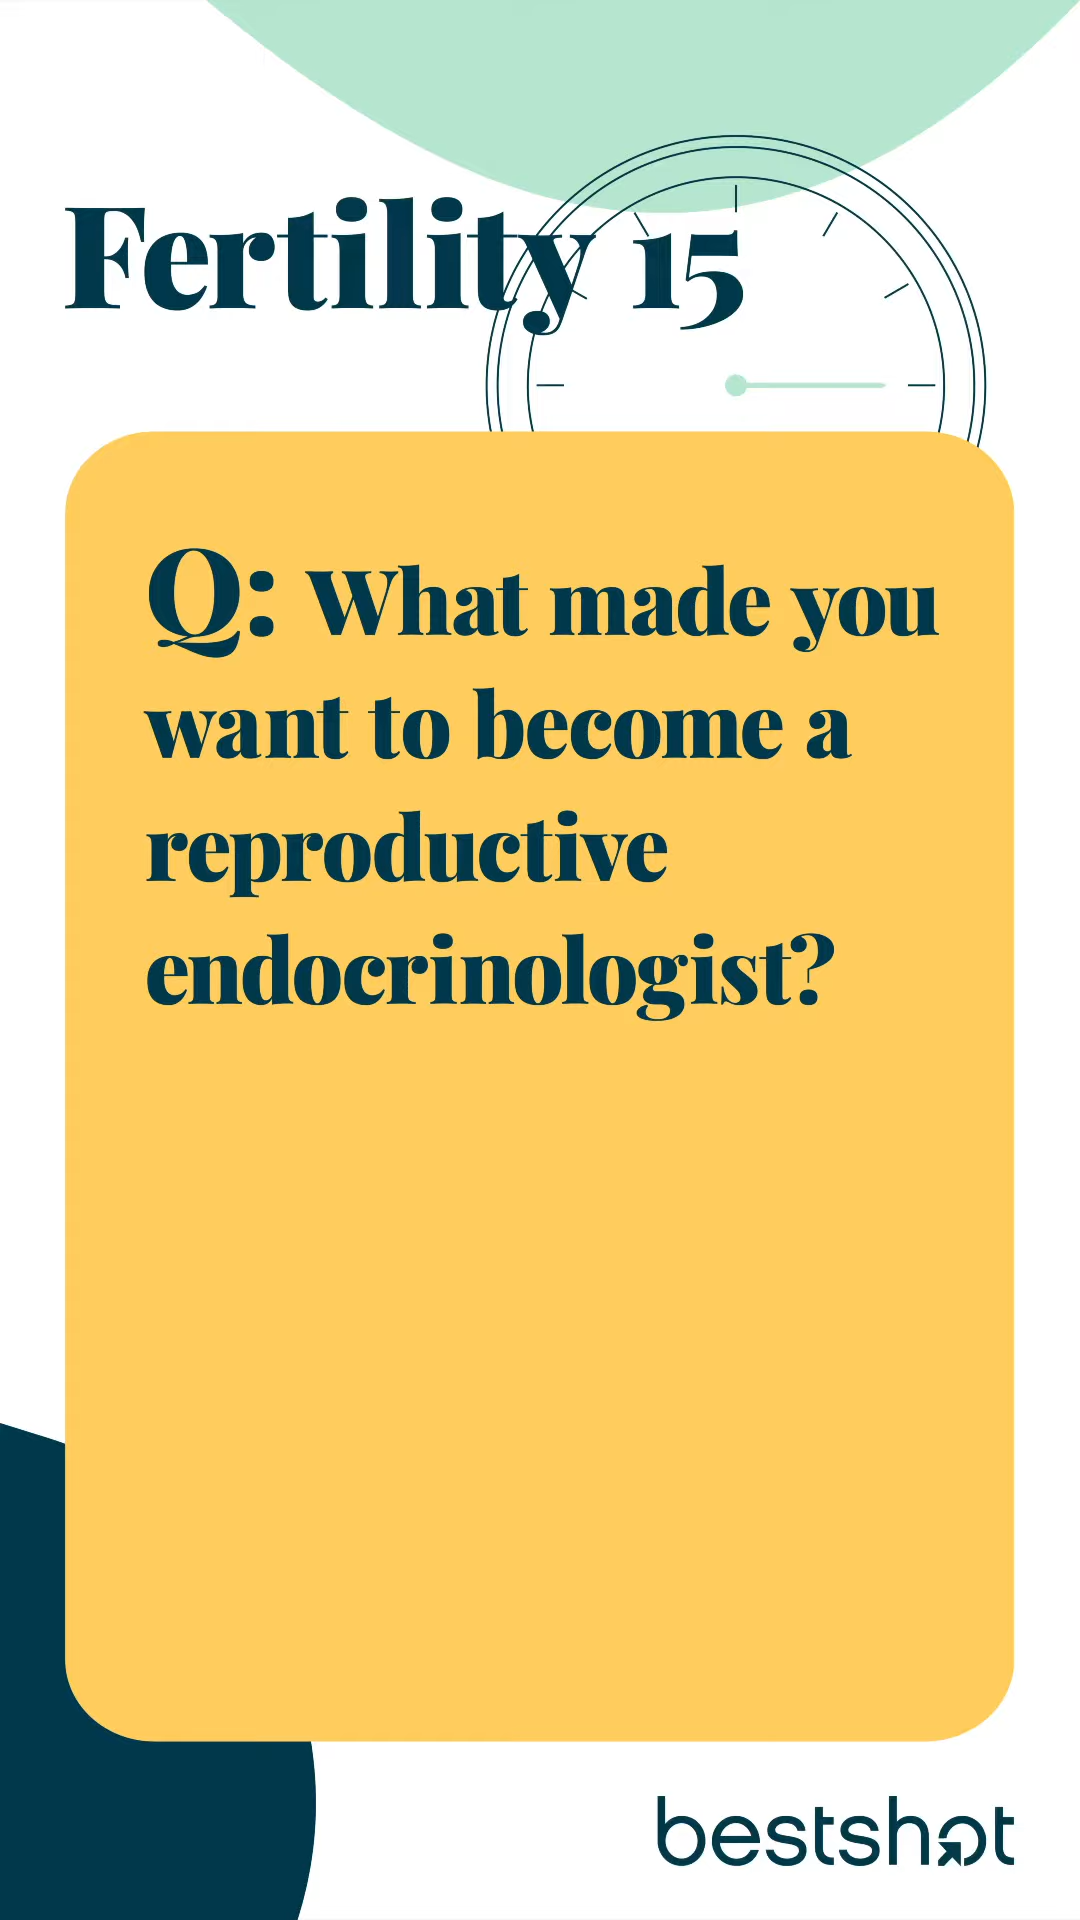 Fertility 15
Q: What made you
want to become a
reproductive
endocrinologist?
bestshot